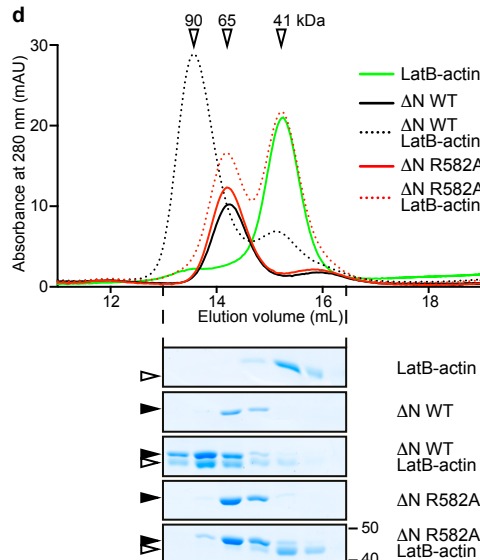 d
90 65 41 kDa
30
20
10
0
Absorbance at 280 nm (mAU)
LatB-actin
ΔN WT
ΔN WT
LatB-actin
ΔN R582A
ΔN R582A
LatB-actin
12 14 16 18
Elution volume (mL)
LatB-actin
ΔN WT
ΔN WT
LatB-actin
ΔN R582A
50
ΔN R582A
LatB-actin
40